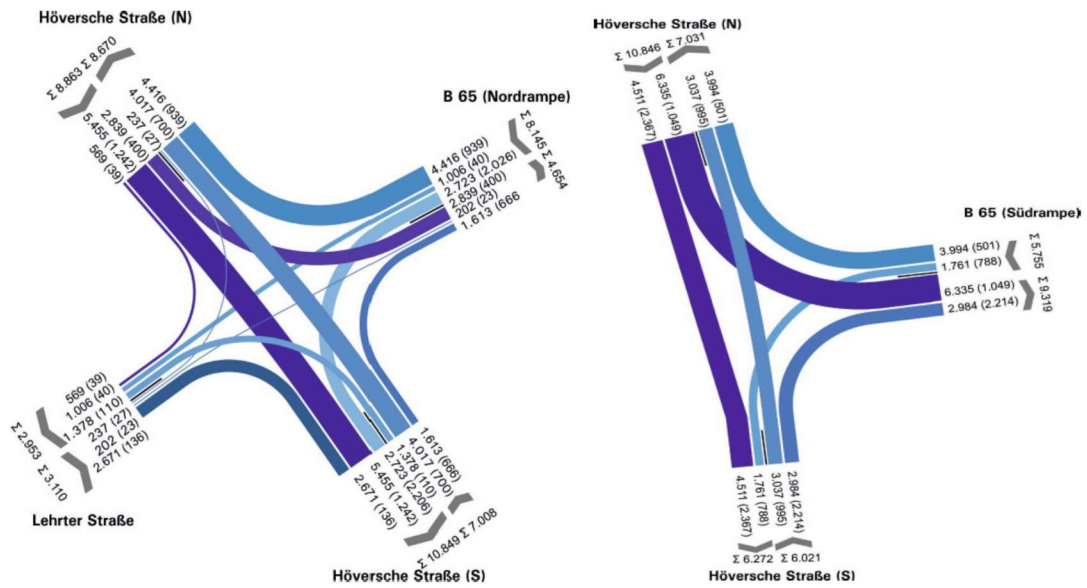 Höversche Straße (N)
Σ 8.863 Σ 8.670
569 (39)
5.455 (1.242)
2.839 (400)
237 (27)
4.017 (700)
4.416 (939)
B 65 (Nordrampe)
Σ 8.145 Σ 4.654
4.416 (939)
1.006 (40)
2.723 (2.026)
2.839 (400)
202 (23)
1.613 (666
569 (39)
1.006 (40)
1.378 (110)
237 (27)
202 (23)
2.671 (136)
Σ 2.953 Σ 3.110
Lehrter Straße
1.613 (666)
4.017 (700)
1.378 (110)
2.723 (2.206)
5.455 (1.242)
2.671 (136)
Σ 10.849 Σ 7.008
Höversche Straße (S)
Höversche Straße (N)
Σ 10.846 Σ 7.031
4.511 (2.367)
6.335 (1.049)
3.037 (995)
3.994 (501)
B 65 (Südrampe)
3.994 (501)
1.761 (788)
6.335 (1.049)
2.984 (2.214)
Σ 5.755 Σ 9.319
4.511 (2.367)
1.761 (788)
3.037 (995)
2.984 (2.214)
Σ 6.272 Σ 6.021
Höversche Straße (S)